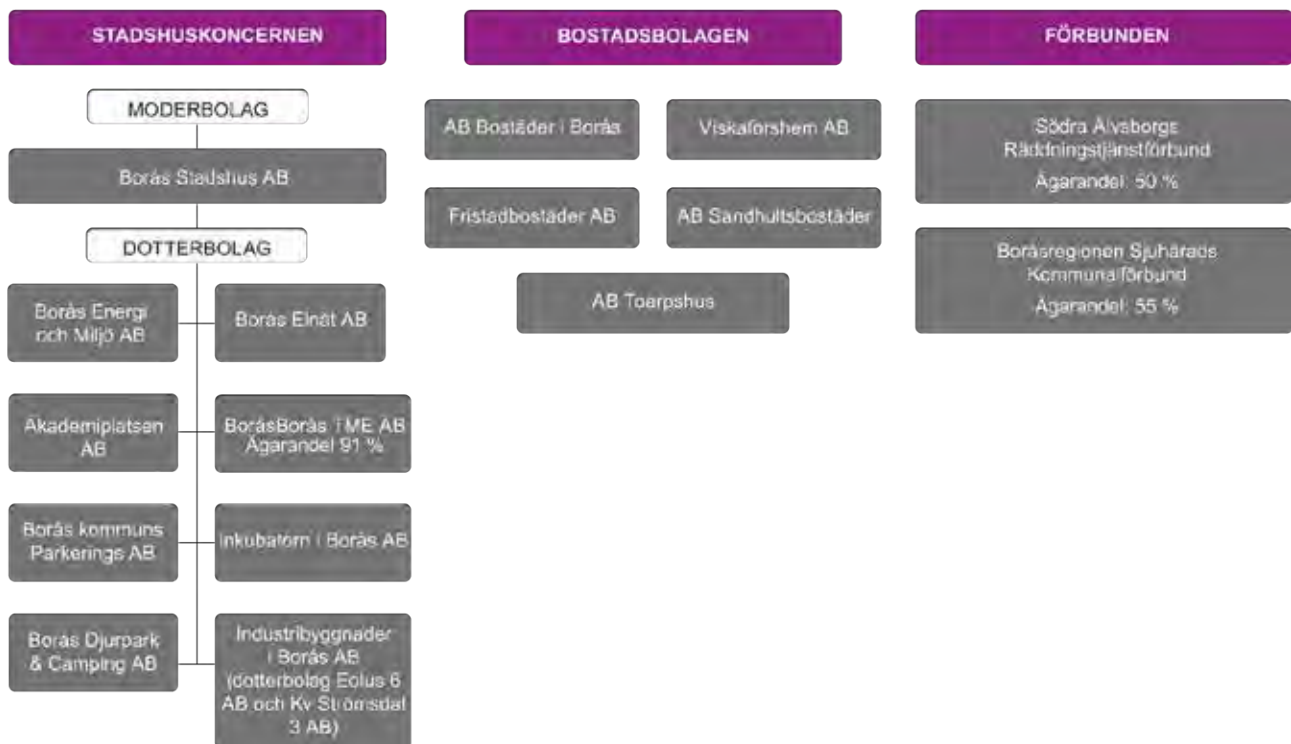 STADSHUSKONCERNEN
MODERBOLAG
Borås Stadshus AB
DOTTERBOLAG
Borås Energi
och Miljö AB
Borås Elnät AB
Akademiplatsen
AB
BoråsBorås i ME AB
Ägarandel 91 %
Borås kommuns
Parkerings AB
Inkubatorn i Borås AB
Borås Djurpark
& Camping AB
Industribyggnader
i Borås AB
(dotterbolag Eolus 6
AB och Kv Strömsdal
3 AB)
BOSTADSBOLAGEN
AB Bostäder i Borås
Viskaforshem AB
Fristadbostäder AB
AB Sandhultsbostäder
AB Toarpshus
FÖRBUNDEN
Södra Älvsborgs
Räddningstjänstförbund
Ägarandel: 50 %
Boråsregionen Sjuhärads
Kommunalförbund
Ägarandel: 55 %